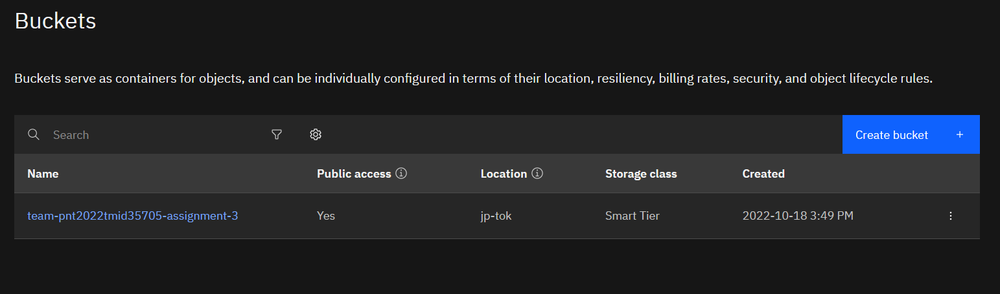 Buckets
Buckets serve as containers for objects, and can be individually configured in terms of their location, resiliency, billing rates, security, and object lifecycle rules.
Search
Create bucket +
Name Public access Location Storage class Created
team-pnt2022tmid35705-assignment-3 Yes jp-tok Smart Tier 2022-10-18 3:49 PM